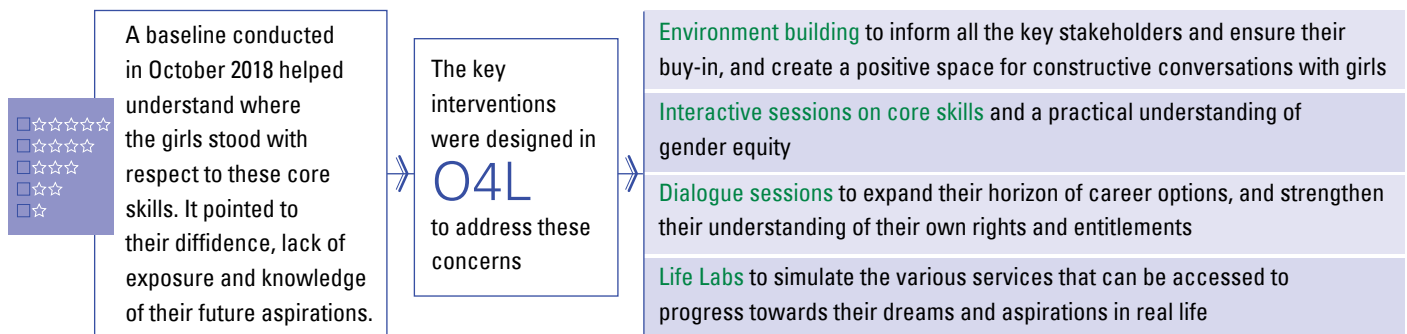 A baseline conducted
in October 2018 helped
understand where
the girls stood with
respect to these core
skills. It pointed to
their diffidence, lack of
exposure and knowledge
of their future aspirations.
The key
interventions
were designed in
O4L
to address these
concerns
Environment building to inform all the key stakeholders and ensure their
buy-in, and create a positive space for constructive conversations with girls
Interactive sessions on core skills and a practical understanding of
gender equity
Dialogue sessions to expand their horizon of career options, and strengthen
their understanding of their own rights and entitlements
Life Labs to simulate the various services that can be accessed to
progress towards their dreams and aspirations in real life